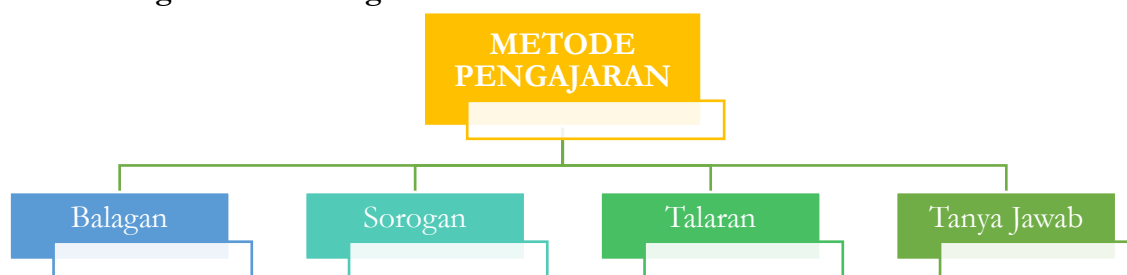 METODE
PENGAJARAN
Balagan
Sorogan
Talaran
Tanya Jawab